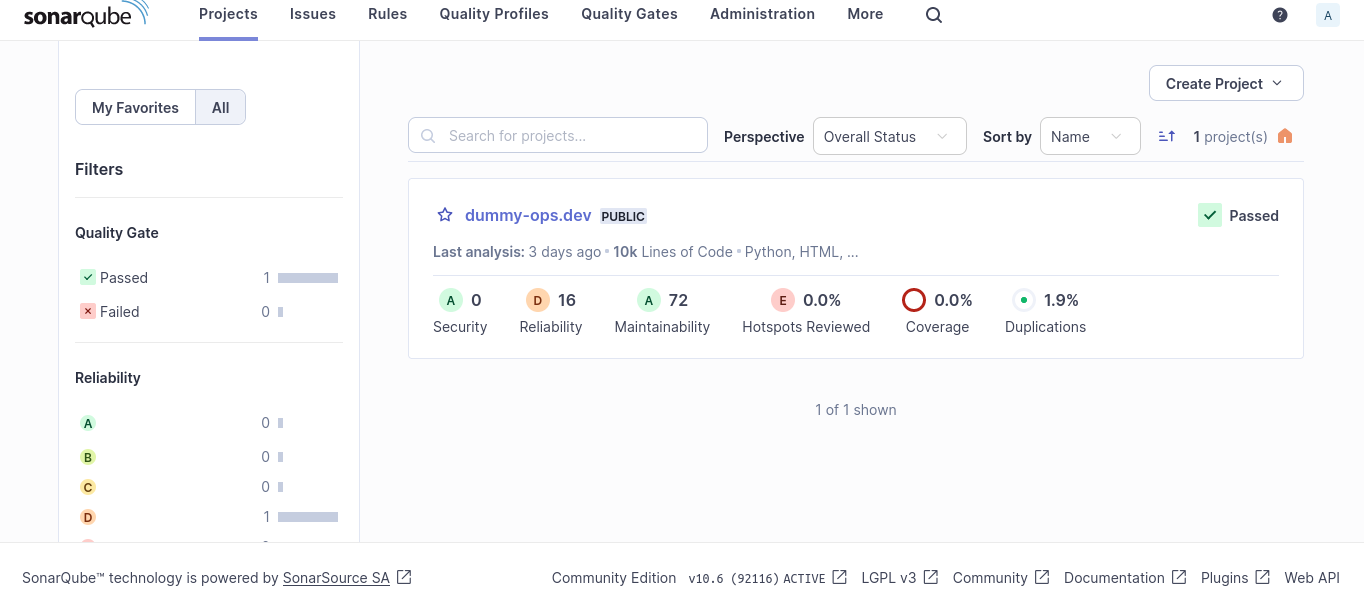 sonarqube Projects Issues Rules Quality Profiles Quality Gates Administration More ? A
My Favorites All
Filters
Quality Gate
Passed 1
Failed 0
Reliability
A 0
B 0
C 0
D 1
Create Project
Search for projects... Perspective Overall Status Sort by Name 1 project(s)
dummy-ops.dev PUBLIC Passed
Last analysis: 3 days ago • 10k Lines of Code • Python, HTML, ...
A 0 D 16 A 72 E 0.0% 0.0% 1.9%
Security Reliability Maintainability Hotspots Reviewed Coverage Duplications
1 of 1 shown
SonarQube™ technology is powered by SonarSource SA Community Edition v10.6 (92116) ACTIVE LGPL v3 Community Documentation Plugins Web API